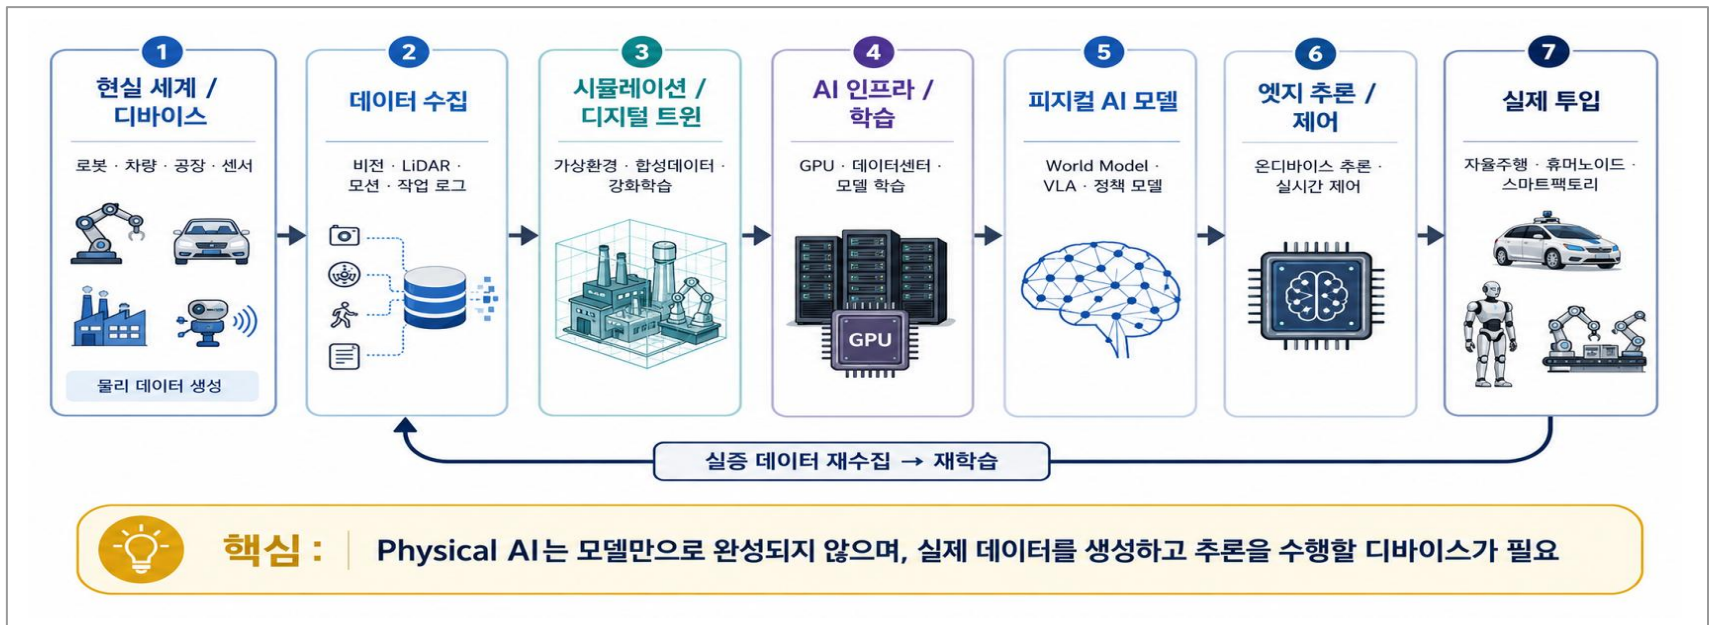 1
현실 세계 /
디바이스
로봇 · 차량 · 공장 · 센서
물리 데이터 생성
2
데이터 수집
비전 · LiDAR ·
모션 · 작업 로그
3
시뮬레이션 /
디지털 트윈
가상환경 · 합성데이터 ·
강화학습
4
AI 인프라 /
학습
GPU · 데이터센터 ·
모델 학습
GPU
5
피지컬 AI 모델
World Model ·
VLA · 정책 모델
6
엣지 추론 /
제어
온디바이스 추론 ·
실시간 제어
7
실제 투입
자율주행 · 휴머노이드 ·
스마트팩토리
실증 데이터 재수집 → 재학습
핵심 :
Physical AI는 모델만으로 완성되지 않으며, 실제 데이터를 생성하고 추론을 수행할 디바이스가 필요